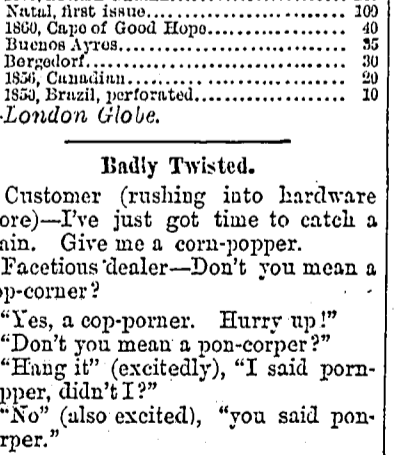 Natal, first issue........................ 100
1860, Cape of Good Hope.................. 40
Buenos Ayres............................. 35
Bergedorf................................ 30
1856, Canadian........................... 20
1850, Brazil, perforated................. 10
-London Globe.
Badly Twisted.
Customer (rushing into hardware
ore)—I've just got time to catch a
ain. Give me a corn-popper.
Facetious dealer—Don't you mean a
op-corner?
"Yes, a cop-porner. Hurry up!"
"Don't you mean a pon-corper?"
"Hang it" (excitedly), "I said porn-
pper, didn't I?"
"No" (also excited), "you said pon-
rper."